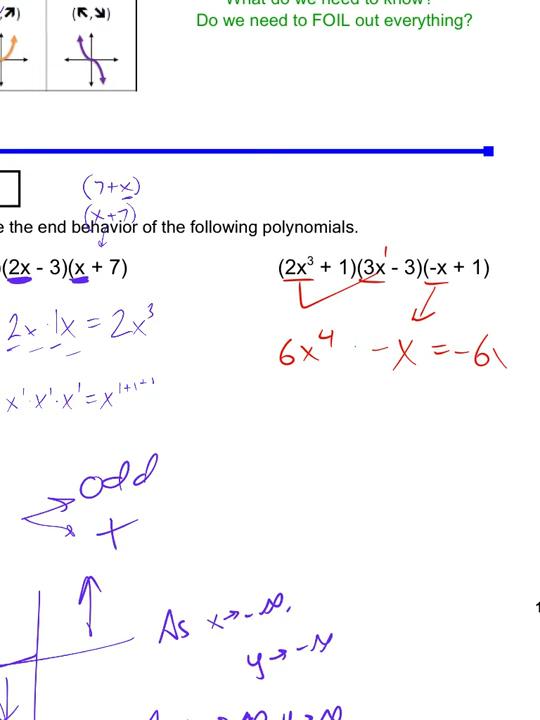 What do we need to know?
Do we need to FOIL out everything?
(↖,↘)
(7+x)
(x+7)
e the end behavior of the following polynomials.
(2x - 3)(x + 7)
2x · 1x = 2x³
x¹·x¹·x¹ = x¹⁺¹⁺¹
odd
+
As x→-∞,
y→-∞
(2x³ + 1)(3x¹ - 3)(-x + 1)
6x⁴ · -x = -6
1